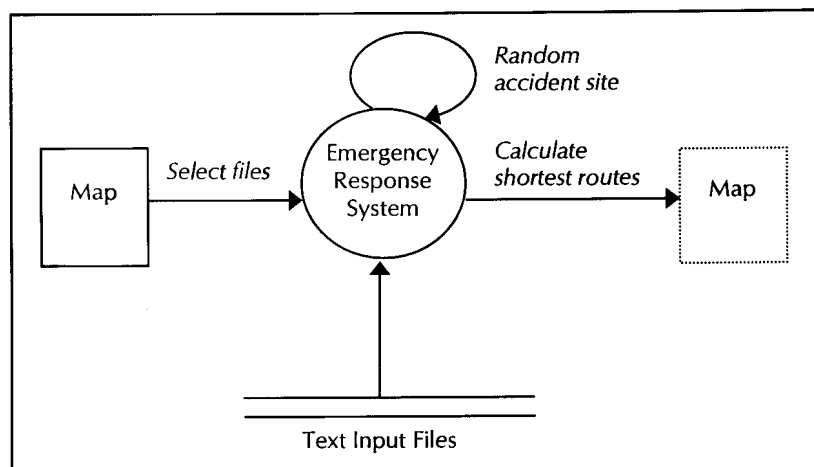 Random
accident site
Map
Select files
Emergency
Response
System
Calculate
shortest routes
Map
Text Input Files